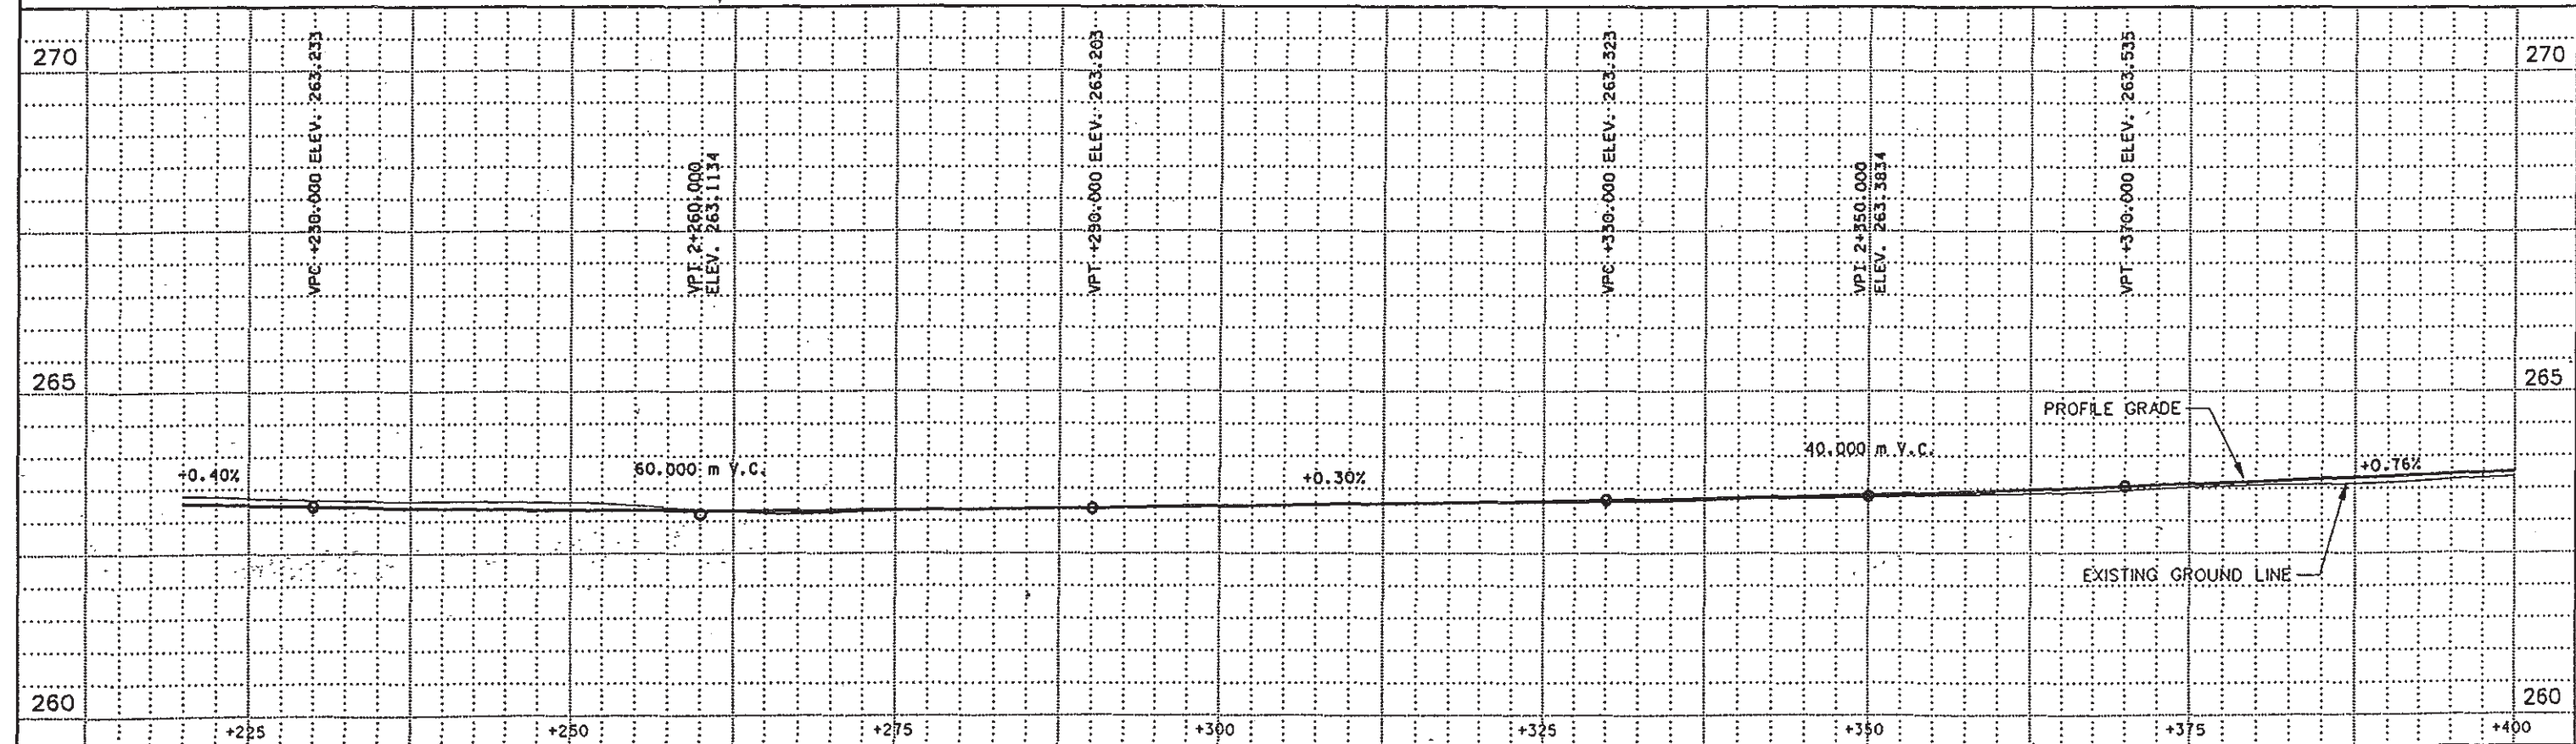 270
270
VPC +230.000 ELEV. 263.233
VPI 2+260.000
ELEV. 263.1134
VPT +290.000 ELEV. 263.203
VPC +330.000 ELEV. 263.323
VPI 2+350.000
ELEV. 263.3834
VPT +370.000 ELEV. 263.535
265
265
PROFILE GRADE
+0.40%
60.000 m V.C.
+0.30%
40.000 m V.C.
+0.76%
EXISTING GROUND LINE
260
260
+225
+250
+275
+300
+325
+350
+375
+400